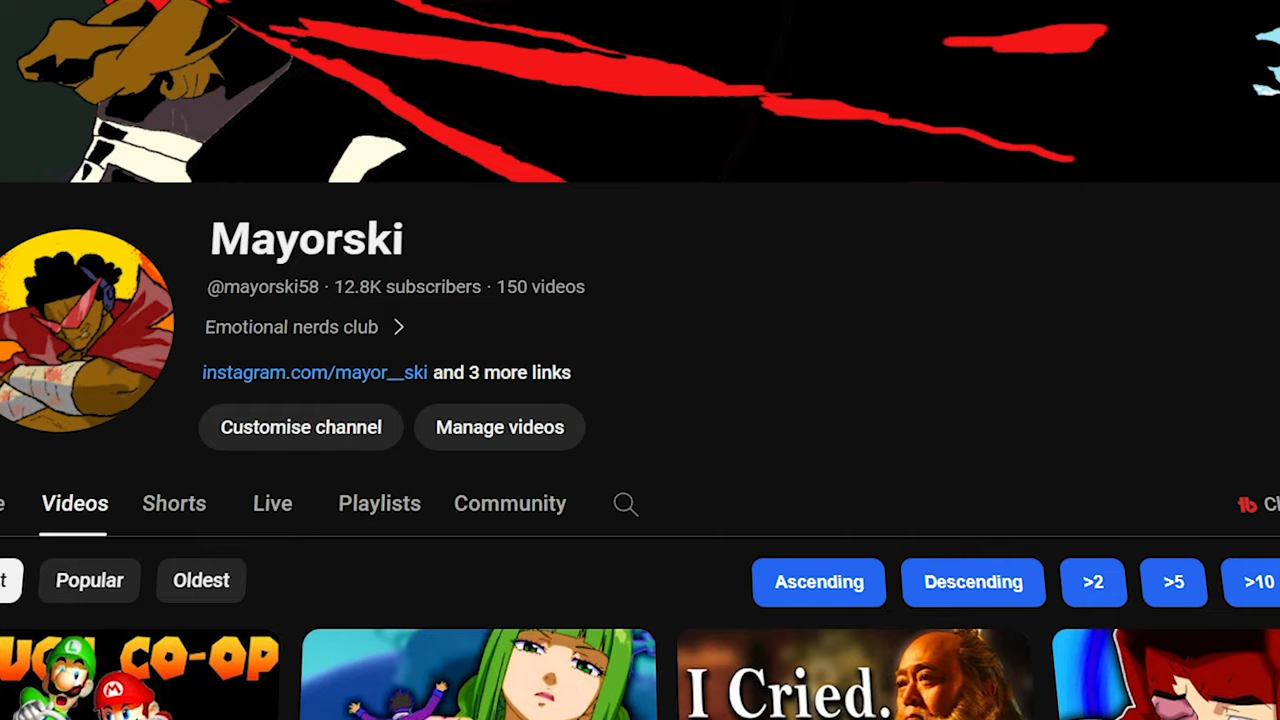 Mayorski
@mayorski58 · 12.8K subscribers · 150 videos
Emotional nerds club
instagram.com/mayor__ski and 3 more links
Customise channel Manage videos
Videos Shorts Live Playlists Community
Popular Oldest Ascending Descending >2 >5 >10
CO-OP
I Cried.
L
M